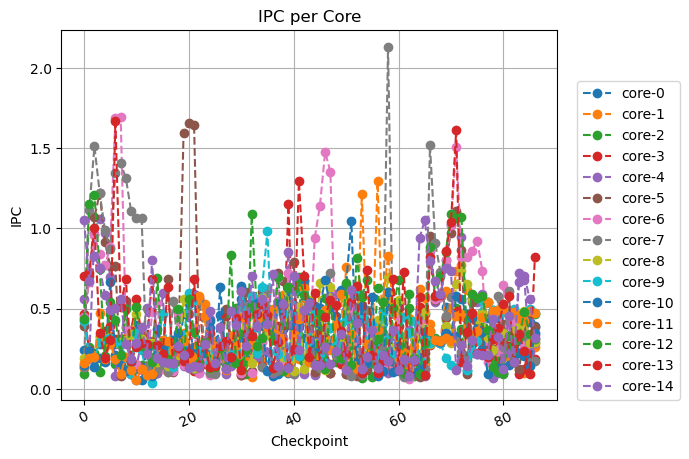 IPC per Core
IPC
2.0
1.5
1.0
0.5
0.0
0
20
40
60
80
Checkpoint
core-0
core-1
core-2
core-3
core-4
core-5
core-6
core-7
core-8
core-9
core-10
core-11
core-12
core-13
core-14